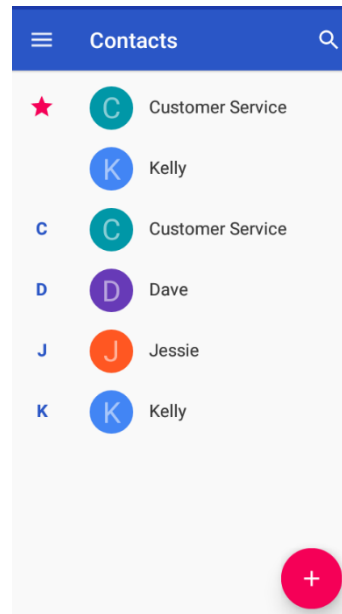 Contacts
C Customer Service
K Kelly
C C Customer Service
D D Dave
J J Jessie
K K Kelly
+